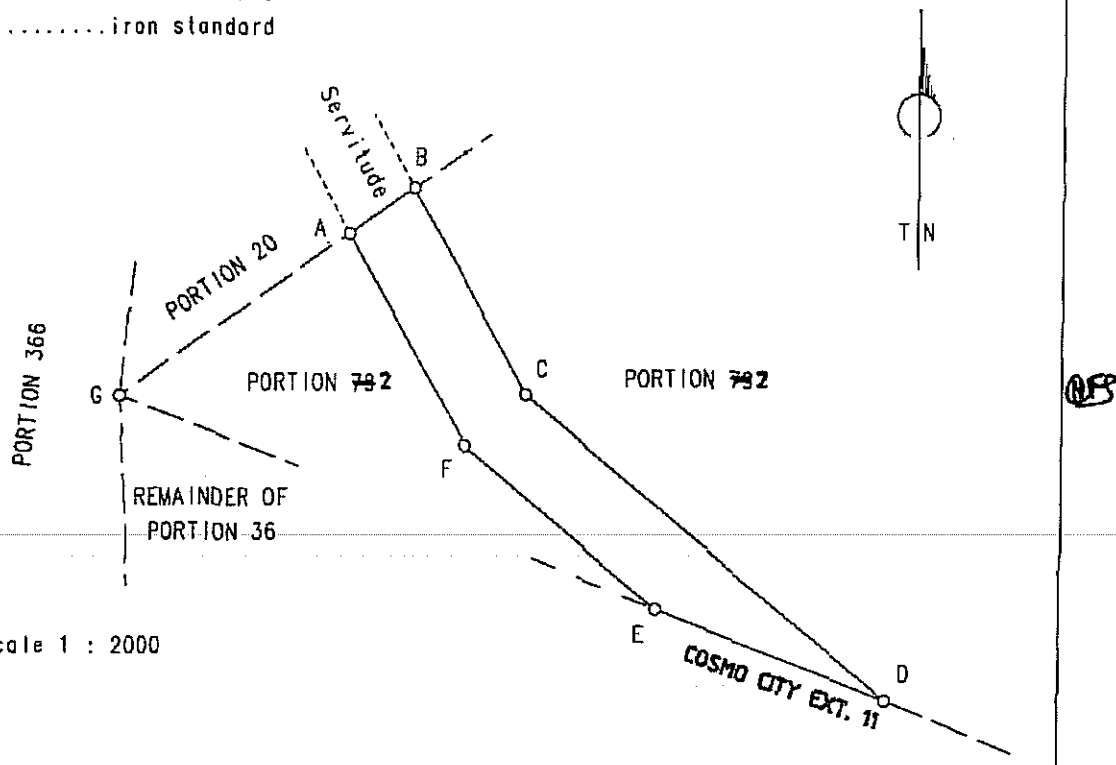 ........iron standard
Servitude
B
A
T N
PORTION 20
PORTION 366
G
PORTION 792
C
PORTION 792
F
REMAINDER OF
PORTION 36
E
cale 1 : 2000
COSMO CITY EXT. 11
D